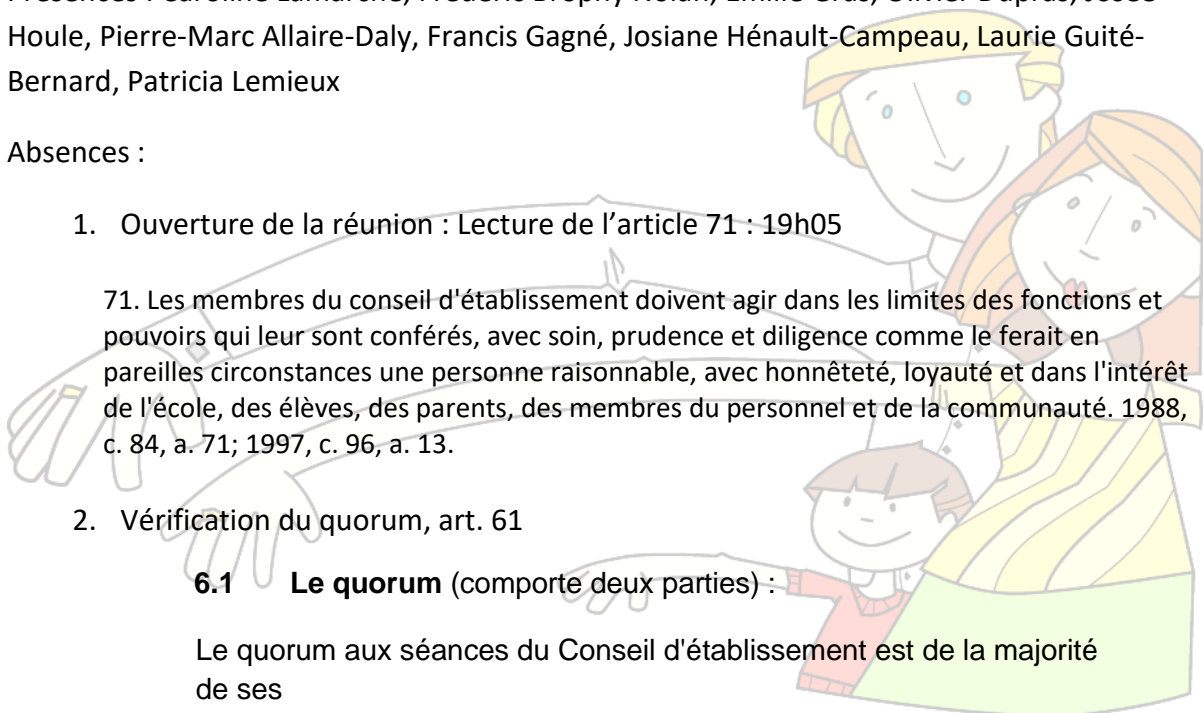 Houle, Pierre-Marc Allaire-Daly, Francis Gagné, Josiane Hénault-Campeau, Laurie Guité-
Bernard, Patricia Lemieux
Absences :
1. Ouverture de la réunion : Lecture de l’article 71 : 19h05
71. Les membres du conseil d'établissement doivent agir dans les limites des fonctions et
pouvoirs qui leur sont conférés, avec soin, prudence et diligence comme le ferait en
pareilles circonstances une personne raisonnable, avec honnêteté, loyauté et dans l'intérêt
de l'école, des élèves, des parents, des membres du personnel et de la communauté. 1988,
c. 84, a. 71; 1997, c. 96, a. 13.
2. Vérification du quorum, art. 61
6.1 Le quorum (comporte deux parties) :
Le quorum aux séances du Conseil d'établissement est de la majorité
de ses